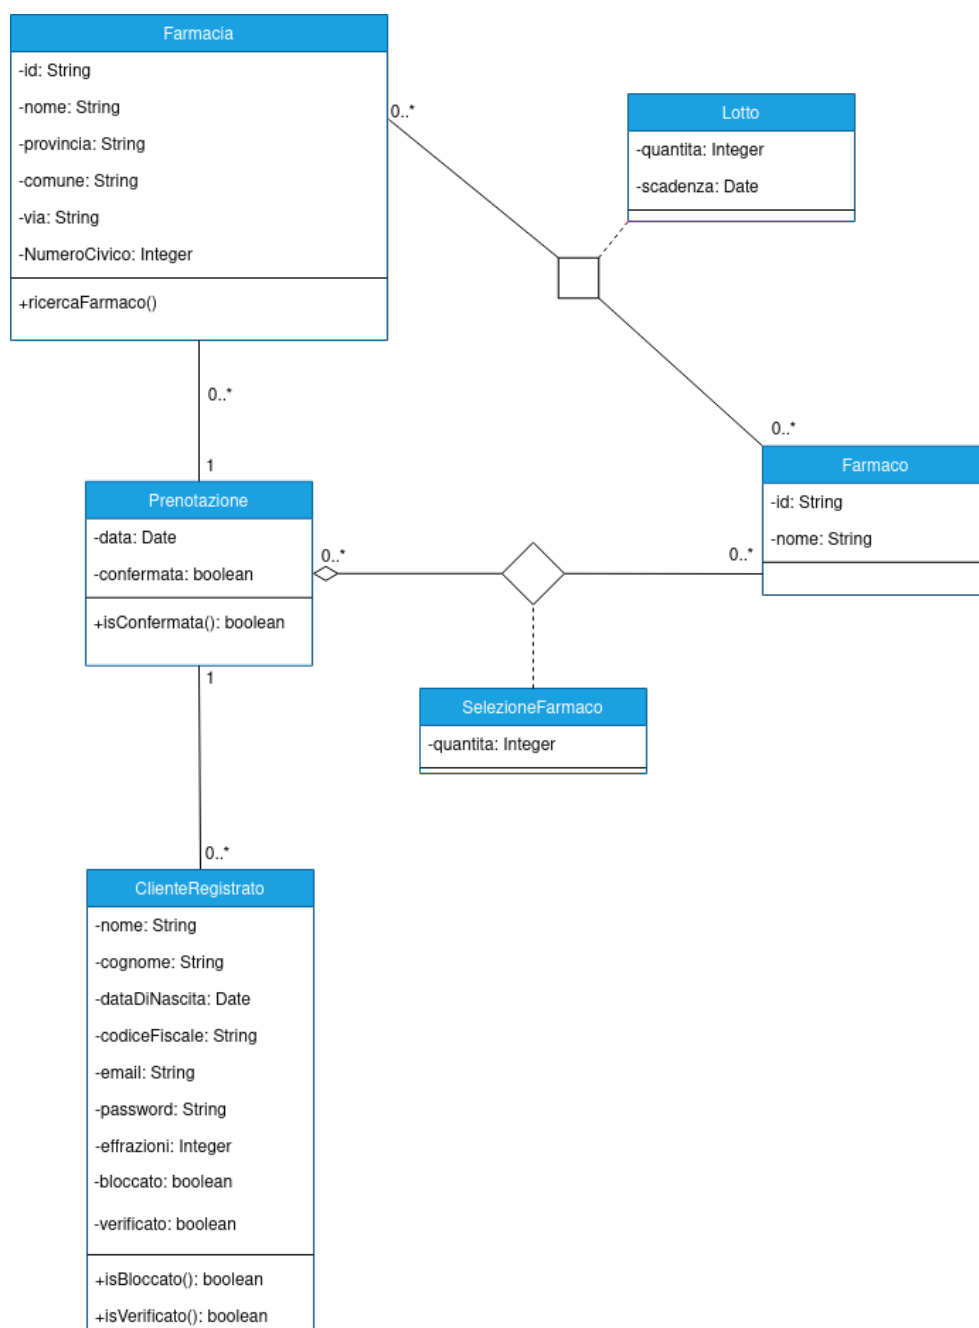 Farmacia
-id: String
-nome: String
-provincia: String
-comune: String
-via: String
-NumeroCivico: Integer
+ricercaFarmaco()
0..*
Lotto
-quantita: Integer
-scadenza: Date
0..*
0..*
Farmaco
-id: String
-nome: String
1
Prenotazione
-data: Date
-confermata: boolean
+isConfermata(): boolean
0..*
0..*
SelezioneFarmaco
-quantita: Integer
1
0..*
ClienteRegistrato
-nome: String
-cognome: String
-dataDiNascita: Date
-codiceFiscale: String
-email: String
-password: String
-effrazioni: Integer
-bloccato: boolean
-verificato: boolean
+isBloccato(): boolean
+isVerificato(): boolean